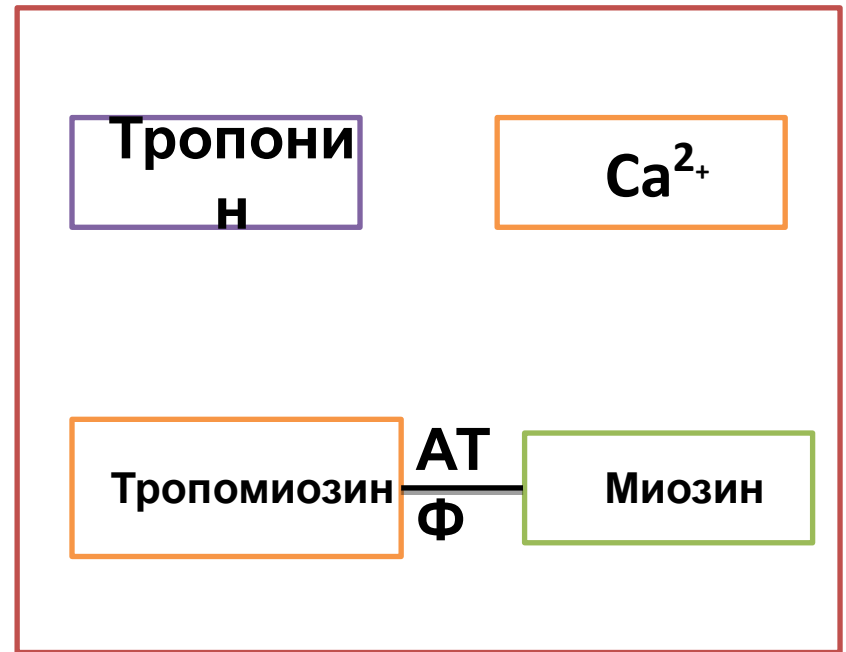 Тропони
н
Ca²⁺
АТ
Тропомиозин
Миозин
Ф